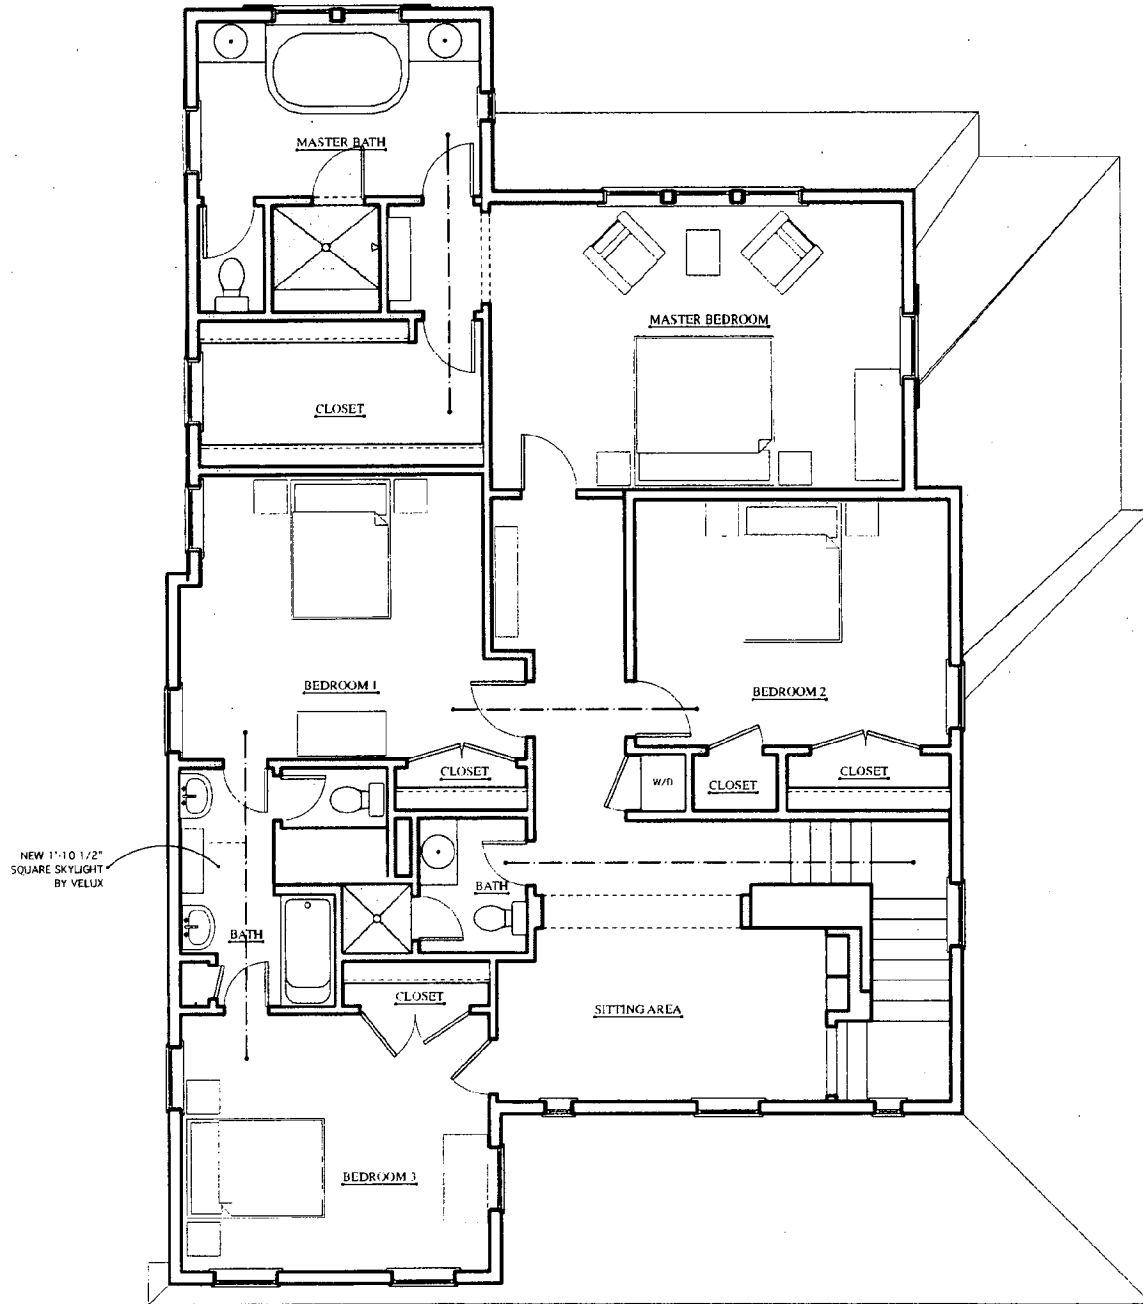 MASTER BATH
MASTER BEDROOM
CLOSET
BEDROOM 1
BEDROOM 2
CLOSET
W/D
CLOSET
CLOSET
NEW 1'-10 1/2"
SQUARE SKYLIGHT
BY VELUX
BATH
BATH
CLOSET
SITTING AREA
BEDROOM 3